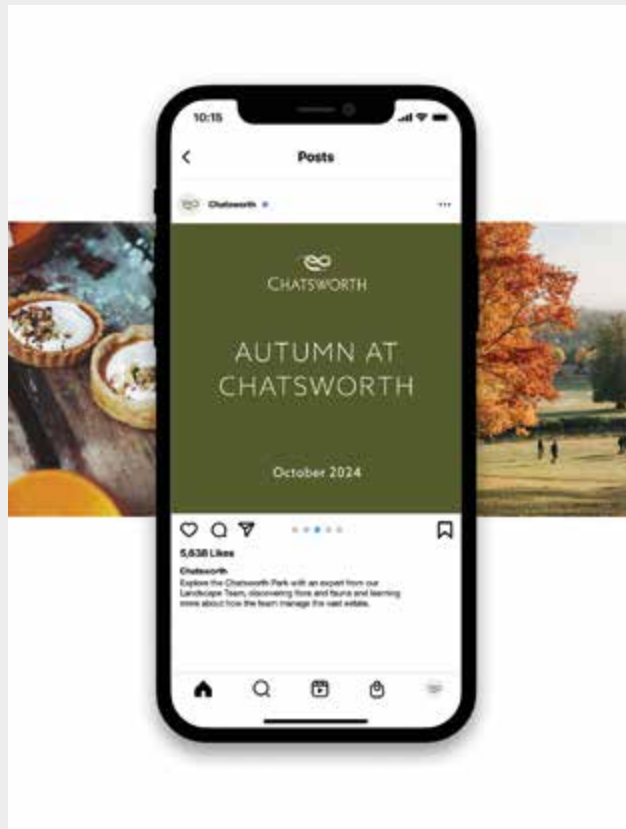 10:15
Posts
Chatsworth
CHATSWORTH
AUTUMN AT
CHATSWORTH
October 2024
5,638 Likes
Chatsworth
Explore the Chatsworth Park with an expert from our
Landscape Team, discovering flora and fauna and learning
more about how the team manage the vast estate.